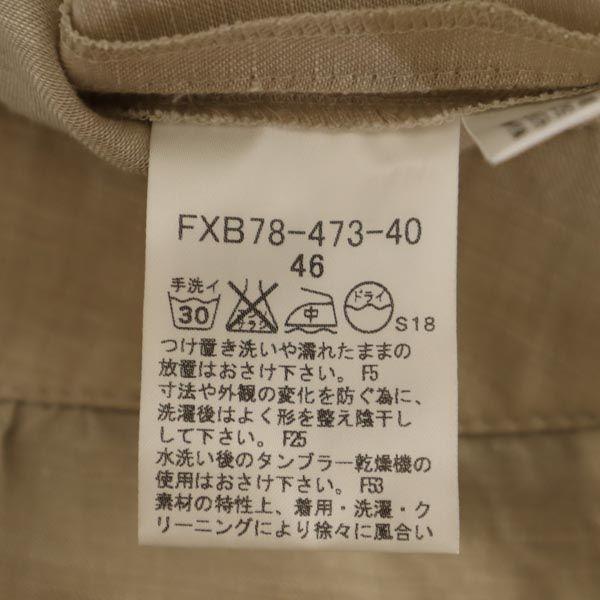 FXB78-473-40
46
手洗イ
30
中
ドライ
S18
つけ置き洗いや濡れたままの
放置はおさけ下さい。F5
寸法や外観の変化を防ぐ為に、
洗濯後はよく形を整え陰干し
して下さい。F25
水洗い後のタンブラー乾燥機の
使用はおさけ下さい。F53
素材の特性上、着用・洗濯・ク
リーニングにより徐々に風合い